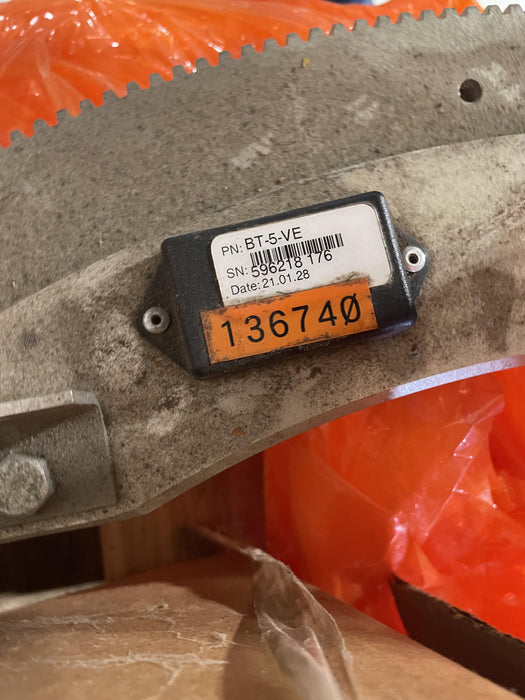 PN: BT-5-VE
SN: 596218 176
Date: 21.01.28
136740